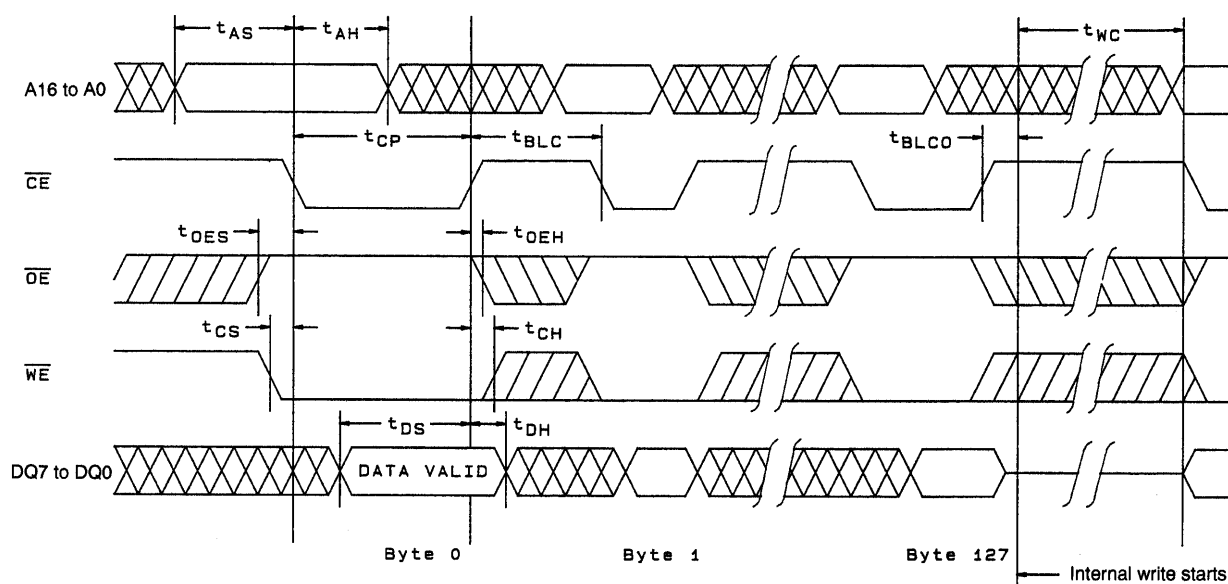 tAS tAH tWC
A16 to A0
tCP tBLC tBLCO
CE
tOES tOEH
OE
tCS tCH
WE
tDS tDH
DQ7 to DQ0 DATA VALID
Byte 0 Byte 1 Byte 127
Internal write starts